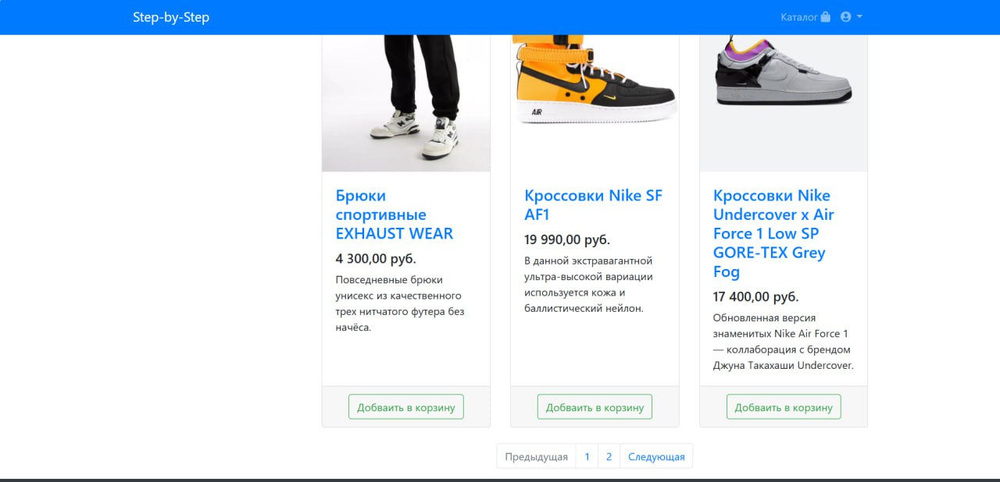 Step-by-Step
Каталог
AIR
Брюки
спортивные
EXHAUST WEAR
4 300,00 руб.
Повседневные брюки
унисекс из качественного
трех нитчатого футера без
начёса.
Добваить в корзину
Кроссовки Nike SF
AF1
19 990,00 руб.
В данной экстравагантной
ультра-высокой вариации
используется кожа и
баллистический нейлон.
Добваить в корзину
Кроссовки Nike
Undercover x Air
Force 1 Low SP
GORE-TEX Grey
Fog
17 400,00 руб.
Обновленная версия
знаменитых Nike Air Force 1
— коллаборация с брендом
Джуна Такахаши Undercover.
Добваить в корзину
Предыдущая 1 2 Следующая